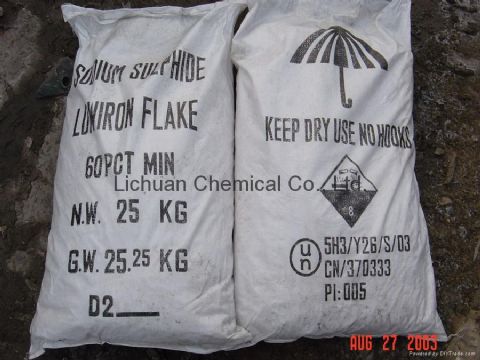 SODIUM SULPHIDE
LOWIRON FLAKE
60PCT MIN
N.W. 25 KG
G.W. 25.25 KG
D2
KEEP DRY USE NO HOOKS
8
un
5H3/Y26/S/03
CN/370333
PI:005
Lichuan Chemical Co., Ltd.
AUG 27 2003